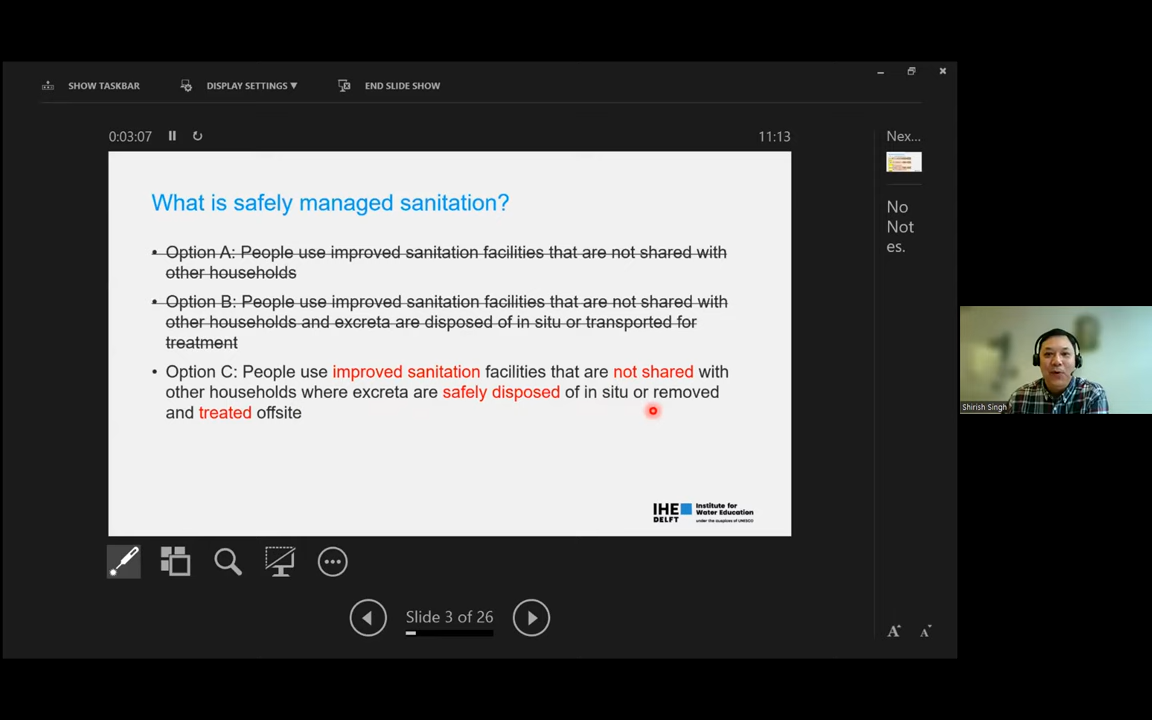 SHOW TASKBAR DISPLAY SETTINGS ▼ END SLIDE SHOW
0:03:07 11:13
Nex...
What is safely managed sanitation?
• Option A: People use improved sanitation facilities that are not shared with
other households
• Option B: People use improved sanitation facilities that are not shared with
other households and excreta are disposed of in situ or transported for
treatment
• Option C: People use improved sanitation facilities that are not shared with
other households where excreta are safely disposed of in situ or removed
and treated offsite
IHE
DELFT
Institute for
Water Education
under the auspices of UNESCO
No
Not
es.
Slide 3 of 26
A A
Shirish Singh